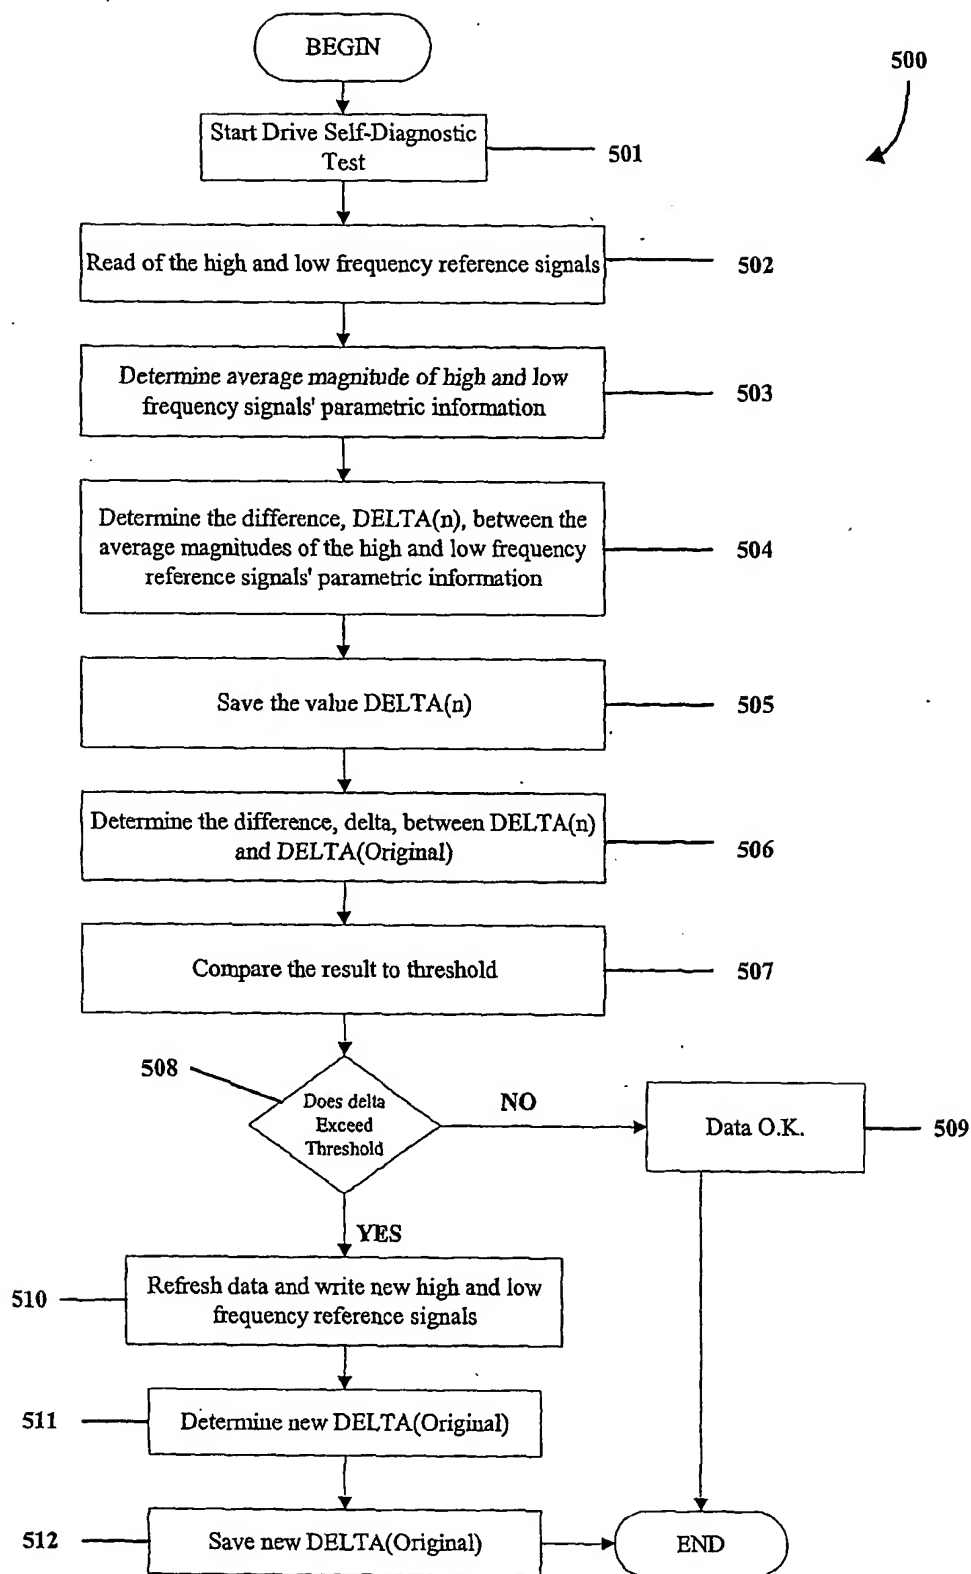 BEGIN
500
Start Drive Self-Diagnostic
Test
501
Read of the high and low frequency reference signals
502
Determine average magnitude of high and low
frequency signals' parametric information
503
Determine the difference, DELTA(n), between the
average magnitudes of the high and low frequency
reference signals' parametric information
504
Save the value DELTA(n)
505
Determine the difference, delta, between DELTA(n)
and DELTA(Original)
506
Compare the result to threshold
507
508
Does delta
Exceed
Threshold
NO
Data O.K.
509
YES
510
Refresh data and write new high and low
frequency reference signals
511
Determine new DELTA(Original)
512
Save new DELTA(Original)
END